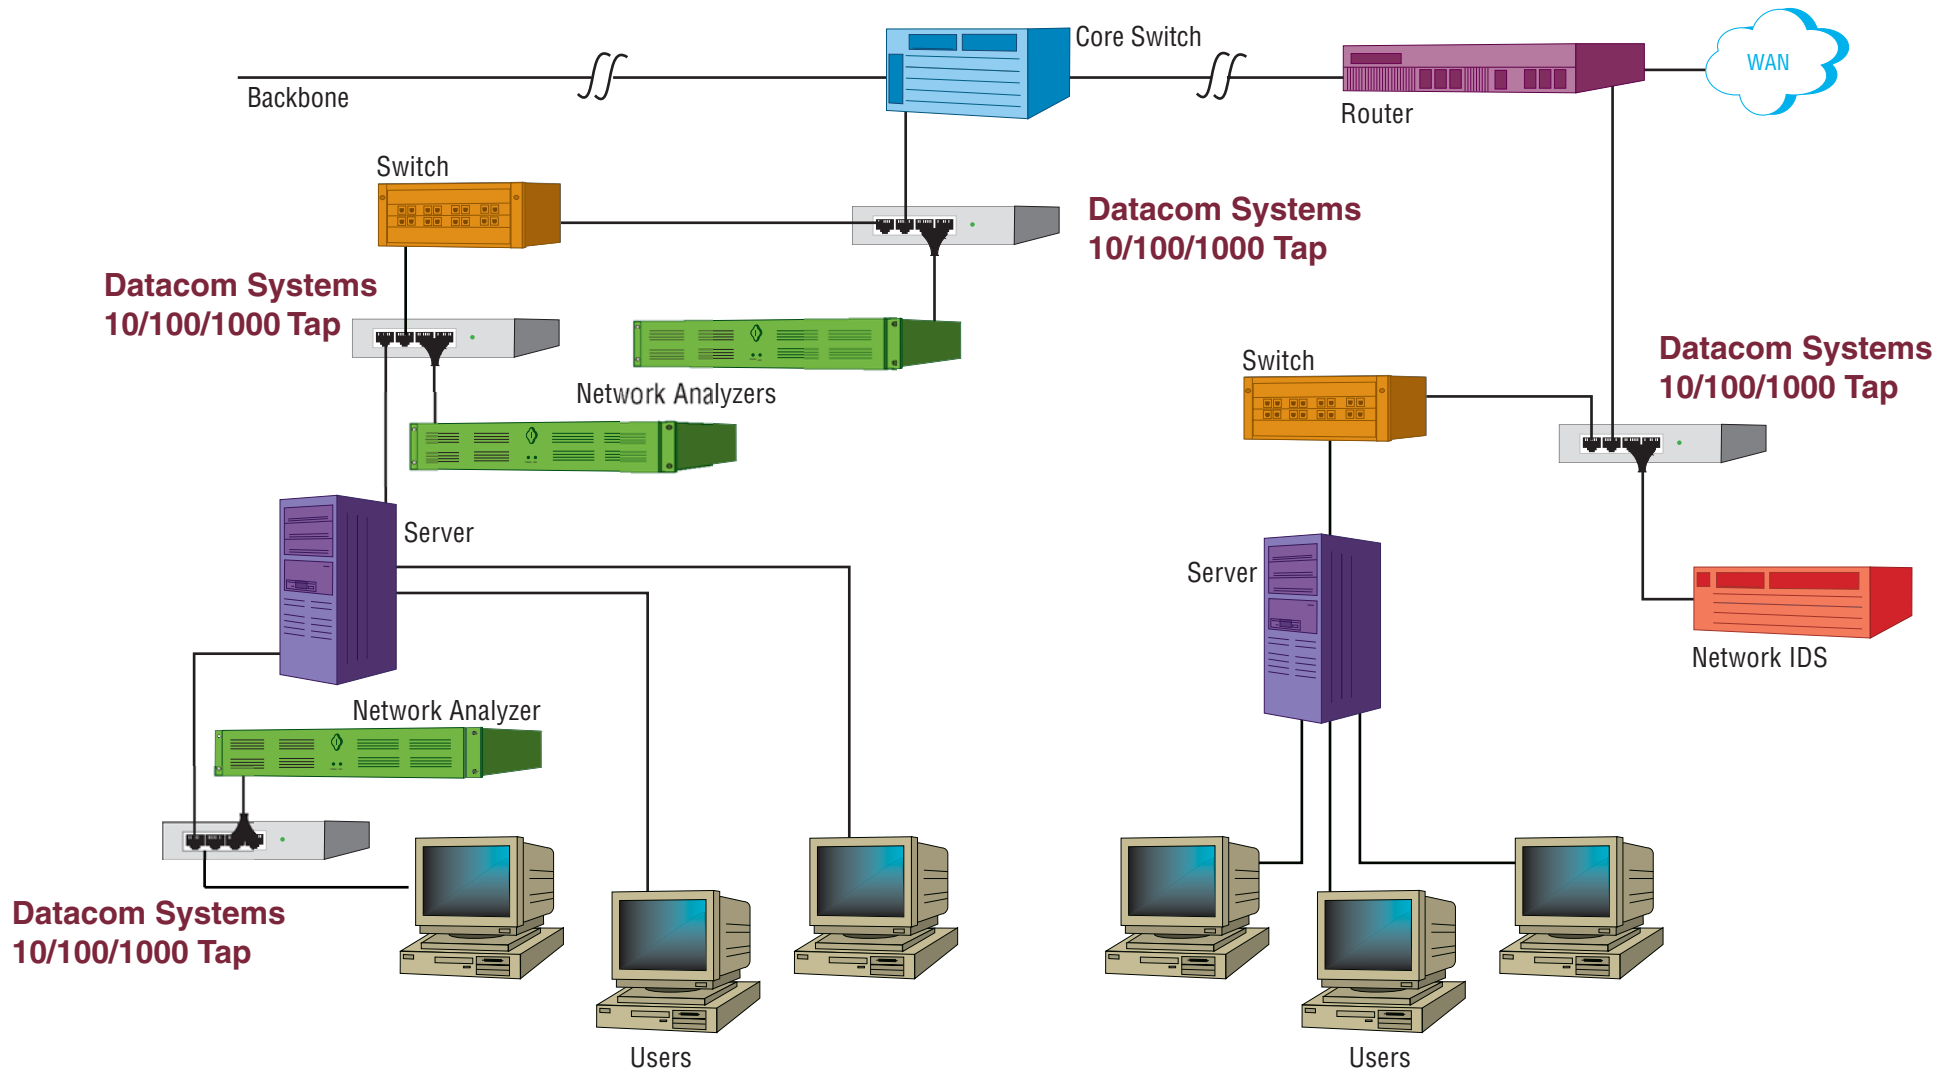 Core Switch
WAN
Backbone
Router
Switch
Datacom Systems
10/100/1000 Tap
Datacom Systems
10/100/1000 Tap
Network Analyzers
Switch
Datacom Systems
10/100/1000 Tap
Server
Server
Network IDS
Network Analyzer
Datacom Systems
10/100/1000 Tap
Users
Users